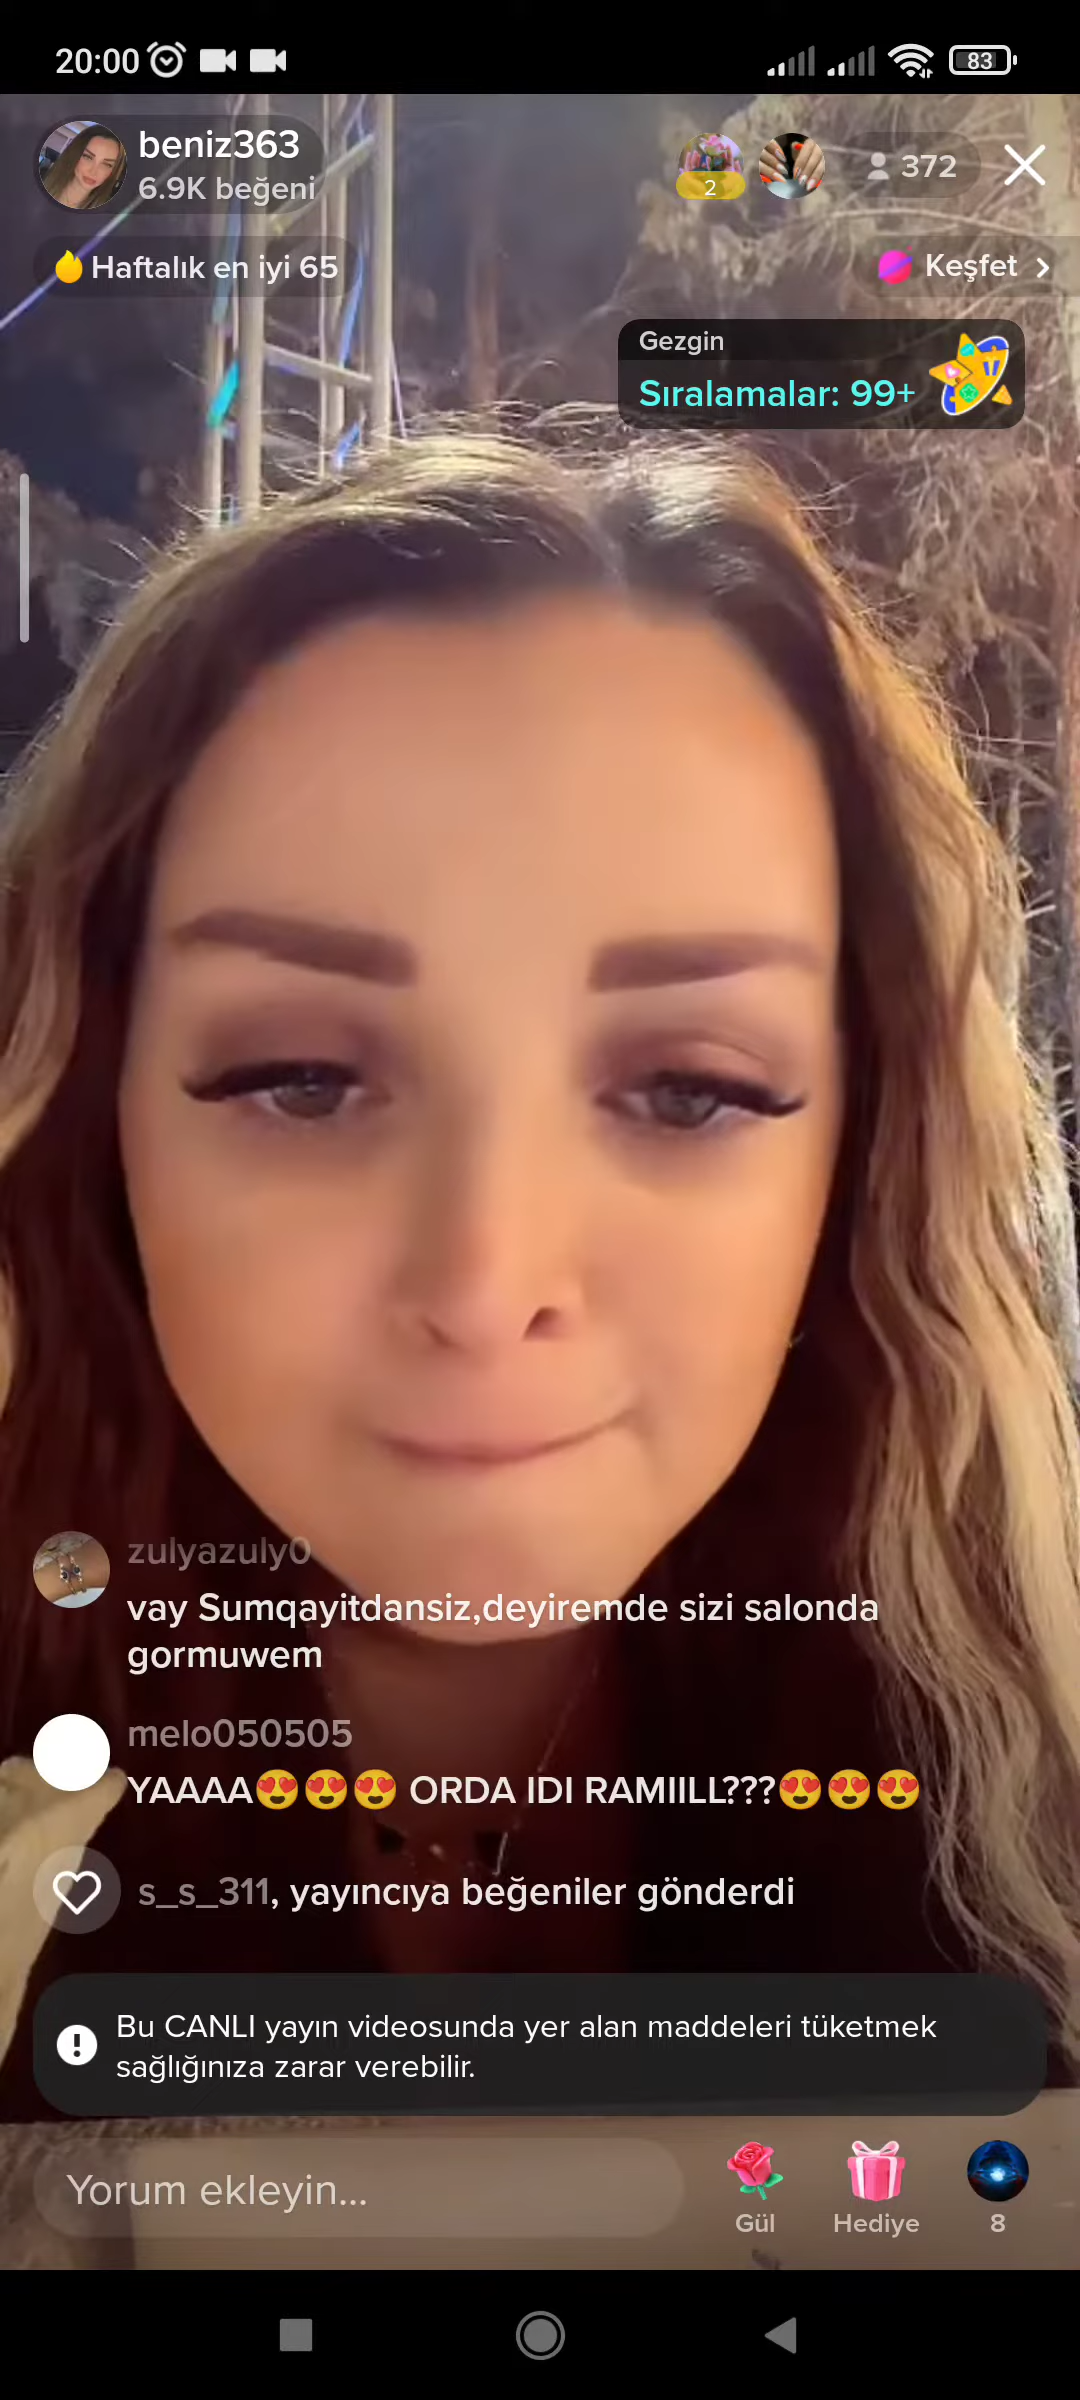 20:00
83
beniz363
6.9K beğeni
2
372
Haftalık en iyi 65
Keşfet
Gezgin
Sıralamalar: 99+
zulyazuly0
vay Sumqayitdansiz,deyiremde sizi salonda
gormuwem
melo050505
YAAAA😍😍😍 ORDA IDI RAMIILL???😍😍😍
s_s_311, yayıncıya beğeniler gönderdi
Bu CANLI yayın videosunda yer alan maddeleri tüketmek
sağlığınıza zarar verebilir.
Yorum ekleyin...
Gül
Hediye
8